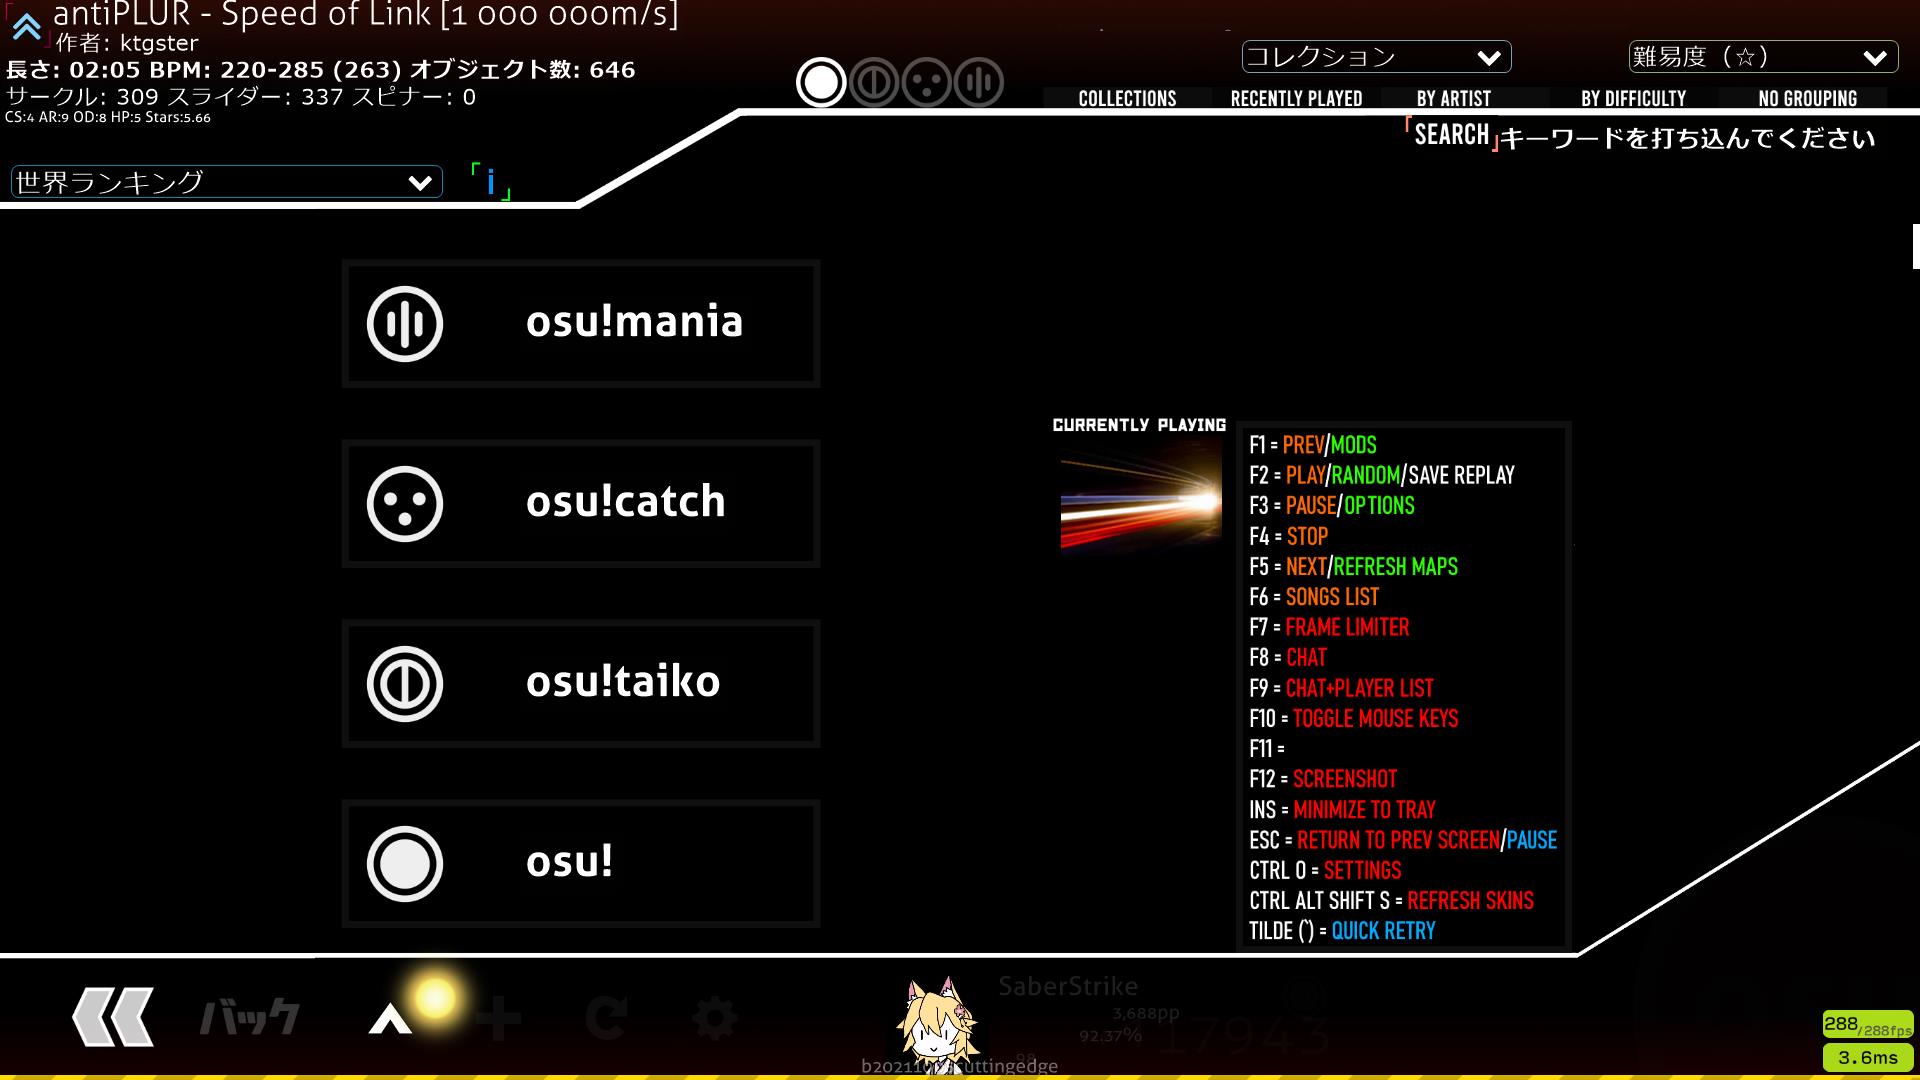 antiPLUR - Speed of Link [1 000 000m/s]
作者: ktgster
長さ: 02:05 BPM: 220-285 (263) オブジェクト数: 646
サークル: 309 スライダー: 337 スピナー: 0
CS:4 AR:9 OD:8 HP:5 Stars:5.66
コレクション
難易度（☆）
COLLECTIONS
RECENTLY PLAYED
BY ARTIST
BY DIFFICULTY
NO GROUPING
「SEARCH」キーワードを打ち込んでください
世界ランキング
「i」
osu!mania
osu!catch
osu!taiko
osu!
CURRENTLY PLAYING
F1 = PREV/MODS
F2 = PLAY/RANDOM/SAVE REPLAY
F3 = PAUSE/OPTIONS
F4 = STOP
F5 = NEXT/REFRESH MAPS
F6 = SONGS LIST
F7 = FRAME LIMITER
F8 = CHAT
F9 = CHAT+PLAYER LIST
F10 = TOGGLE MOUSE KEYS
F11 =
F12 = SCREENSHOT
INS = MINIMIZE TO TRAY
ESC = RETURN TO PREV SCREEN/PAUSE
CTRL O = SETTINGS
CTRL ALT SHIFT S = REFRESH SKINS
TILDE (`) = QUICK RETRY
バック
SaberStrike
3,688pp
92.37%
17943
98
288/288fps
3.6ms